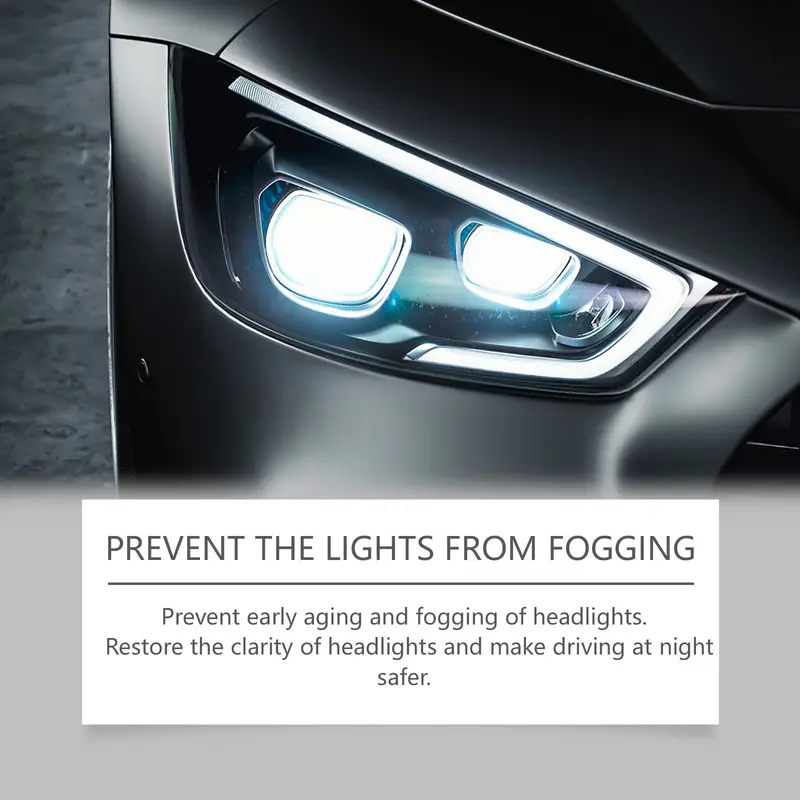 PREVENT THE LIGHTS FROM FOGGING
Prevent early aging and fogging of headlights.
Restore the clarity of headlights and make driving at night
safer.